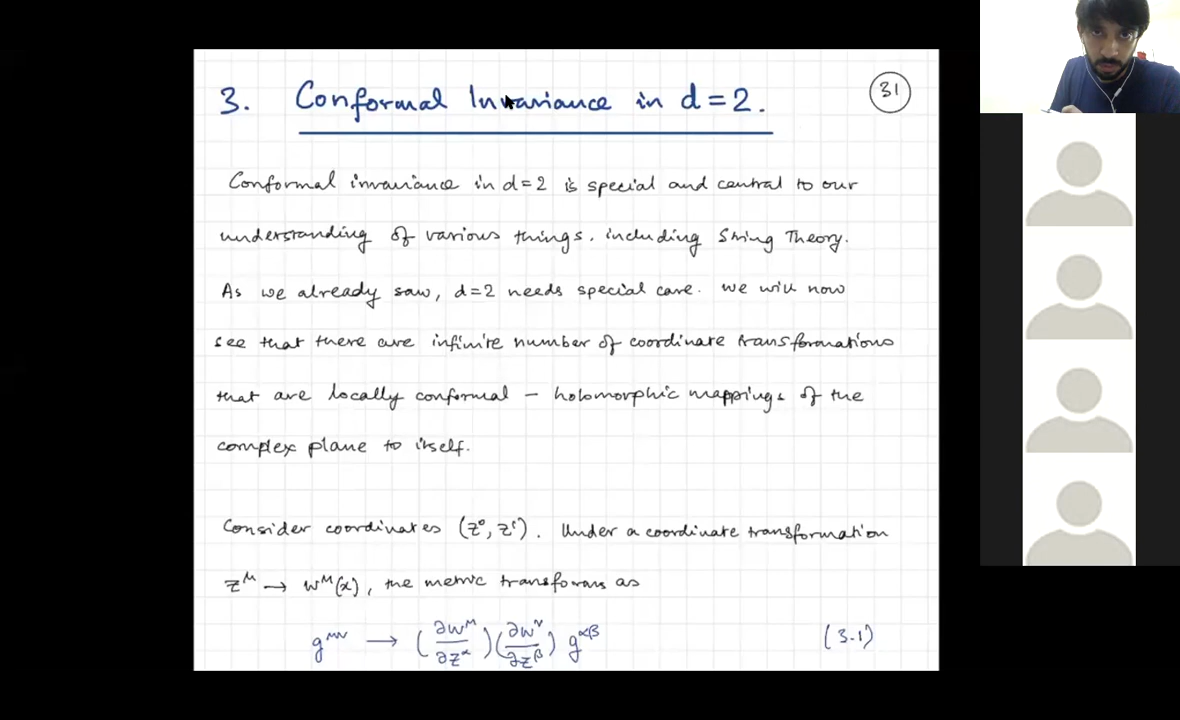 3. Conformal Invariance in d=2.
31
Conformal invariance in d=2 is special and central to our
understanding of various things, including String Theory.
As we already saw, d=2 needs special care. We will now
see that there are infinite number of coordinate transformations
that are locally conformal – holomorphic mappings of the
complex plane to itself.
Consider coordinates (z⁰, z¹). Under a coordinate transformation
z^μ → w^μ(x), the metric transforms as
g^μν → (∂w^μ/∂z^α)(∂w^ν/∂z^β) g^αβ (3.1)